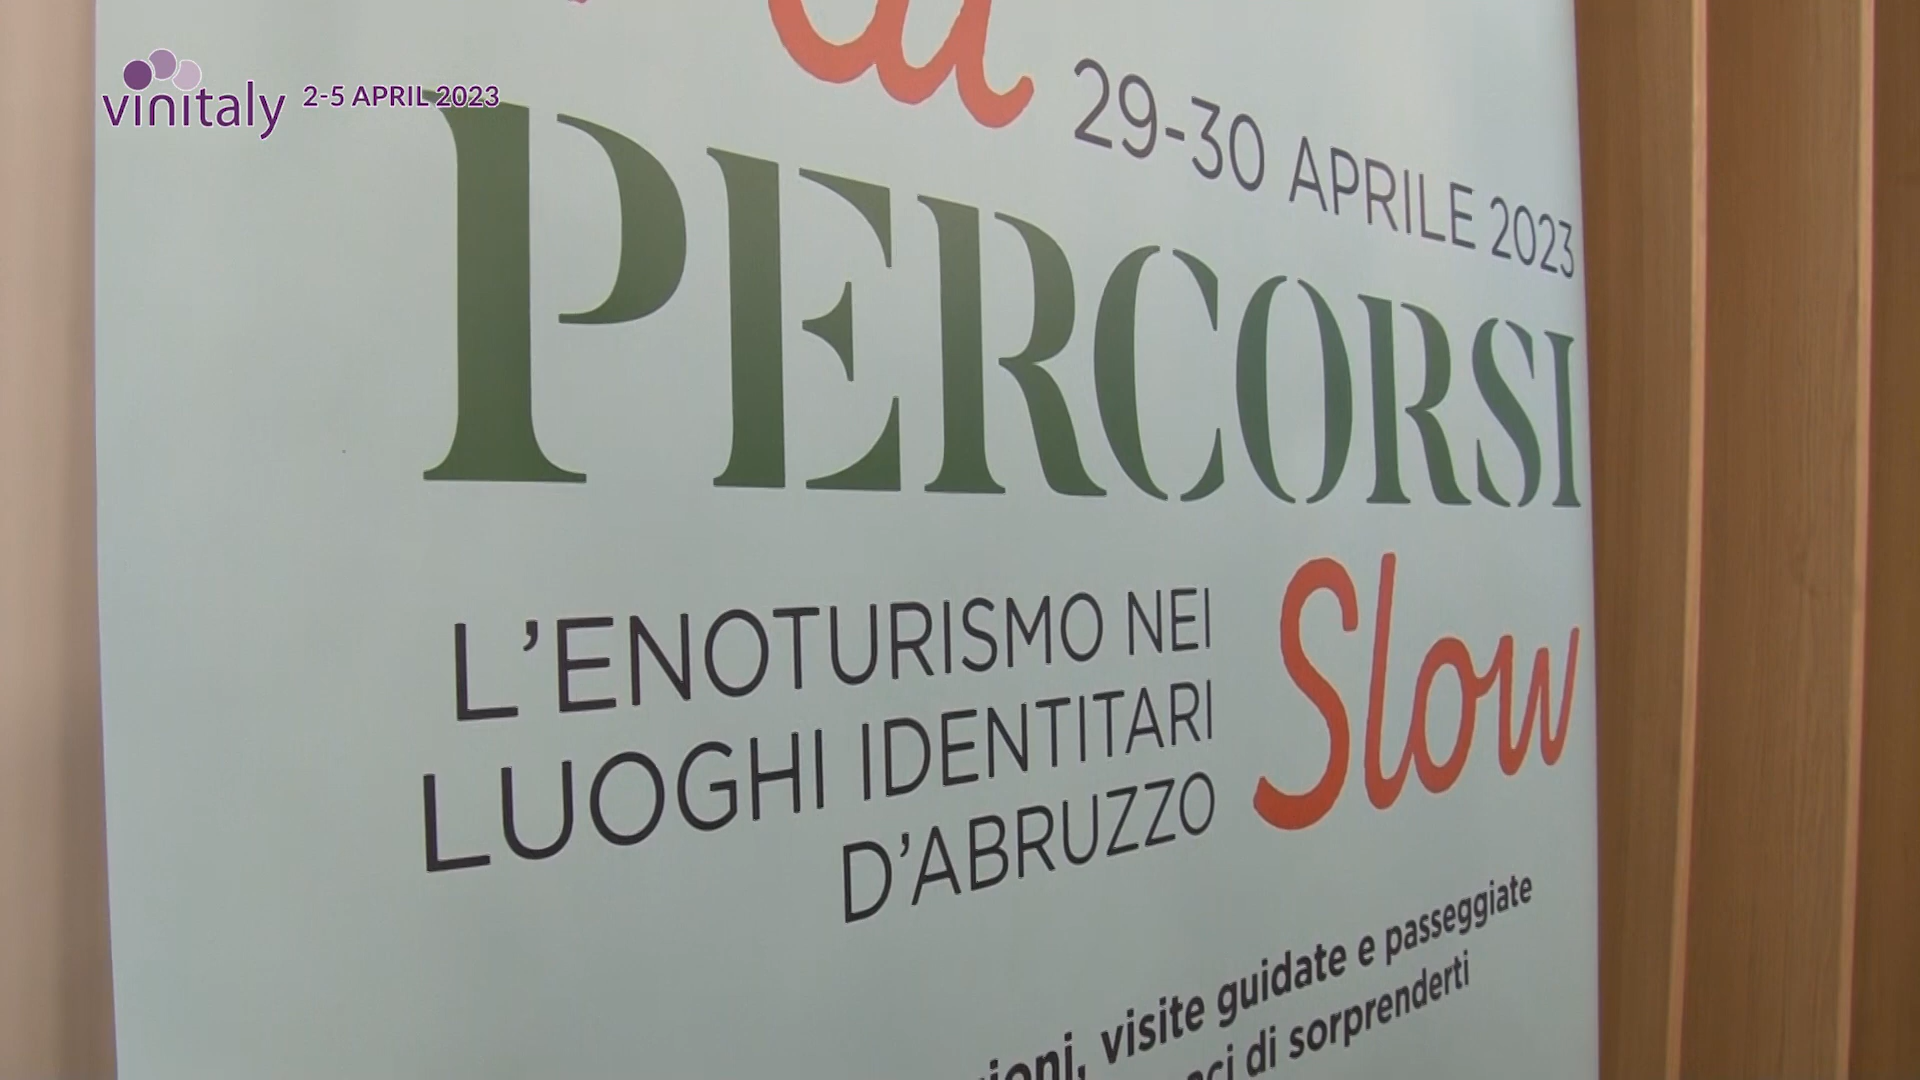 vinitaly 2-5 APRIL 2023
29-30 APRILE 2023
PERCORSI
Slow
L'ENOTURISMO NEI
LUOGHI IDENTITARI
D'ABRUZZO
visite guidate e passeggiate
di sorprenderti